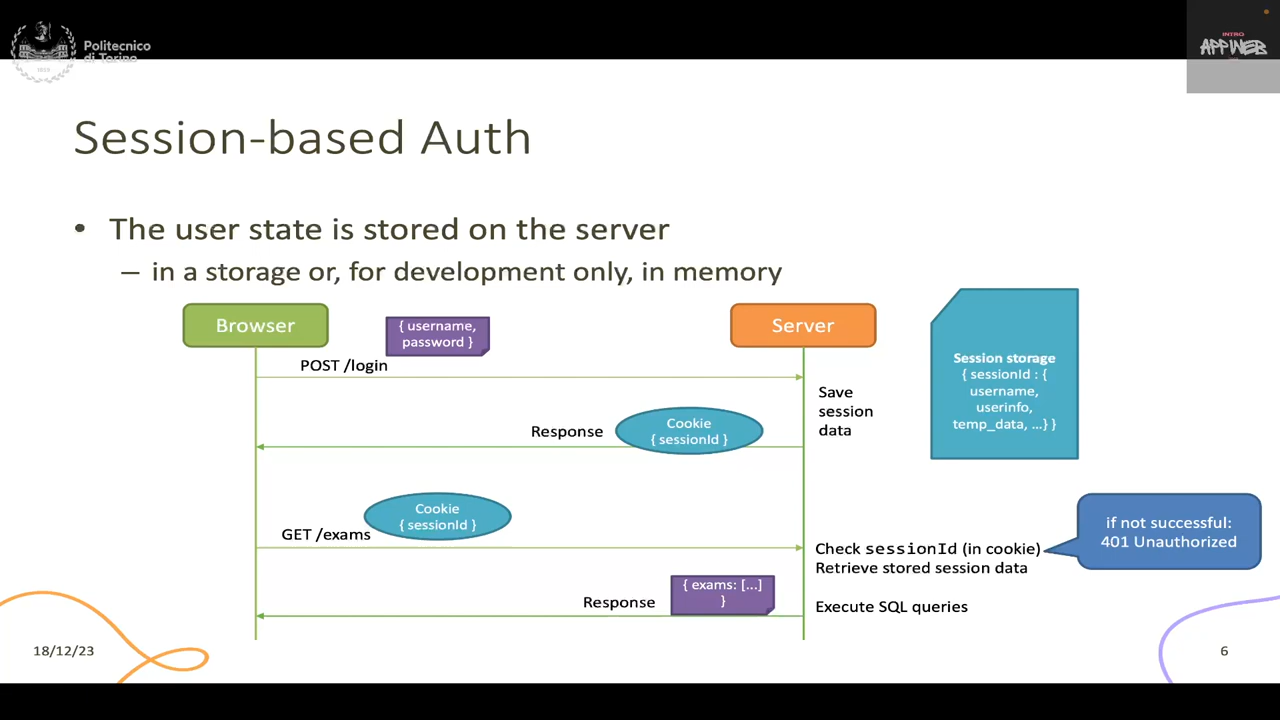 Politecnico
di Torino
INTRO
APPWEB
Session-based Auth
• The user state is stored on the server
– in a storage or, for development only, in memory
Browser
{ username,
password }
Server
POST /login
Save
session
data
Session storage
{ sessionId : {
username,
userinfo,
temp_data, …} }
Response
Cookie
{ sessionId }
Cookie
{ sessionId }
GET /exams
Check sessionId (in cookie)
Retrieve stored session data
if not successful:
401 Unauthorized
Response
{ exams: [...]
}
Execute SQL queries
18/12/23
6